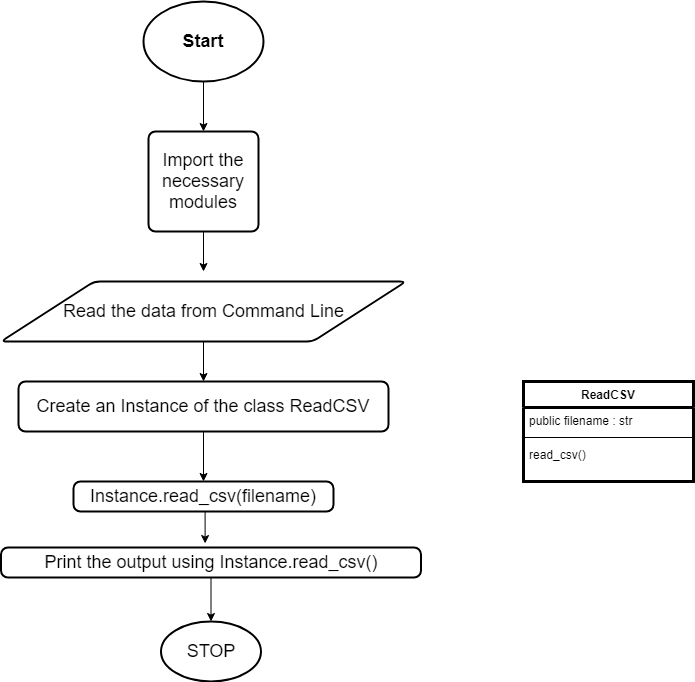 Start
Import the
necessary
modules
Read the data from Command Line
Create an Instance of the class ReadCSV
Instance.read_csv(filename)
Print the output using Instance.read_csv()
STOP
ReadCSV
public filename : str
read_csv()